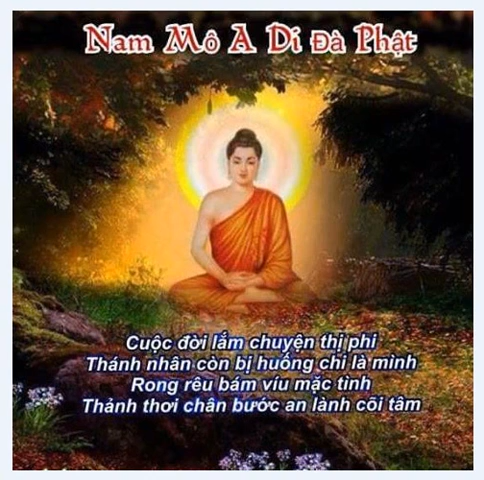 Nam Mô A Di Đà Phật
Cuộc đời lắm chuyện thị phi
Thánh nhân còn bị huống chi là mình
Rong rêu bám víu mặc tình
Thảnh thơi chân bước an lành cõi tâm